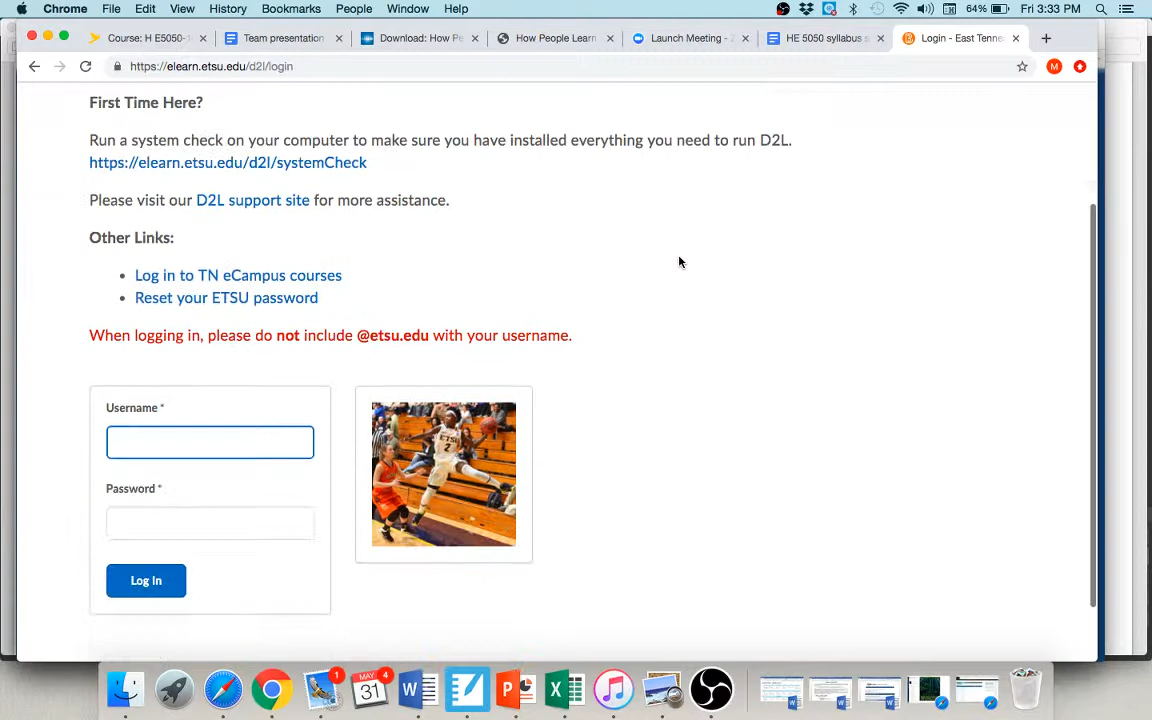 Chrome File Edit View History Bookmarks People Window Help 64% Fri 3:33 PM
Course: H E5050- Team presentation Download: How Pe How People Learn Launch Meeting - Z HE 5050 syllabus s Login - East Tenne
https://elearn.etsu.edu/d2l/login M
First Time Here?
Run a system check on your computer to make sure you have installed everything you need to run D2L.
https://elearn.etsu.edu/d2l/systemCheck
Please visit our D2L support site for more assistance.
Other Links:
• Log in to TN eCampus courses
• Reset your ETSU password
When logging in, please do not include @etsu.edu with your username.
Username *
ETSU
2
Password *
Log In
1 MAY 31 4 W P X